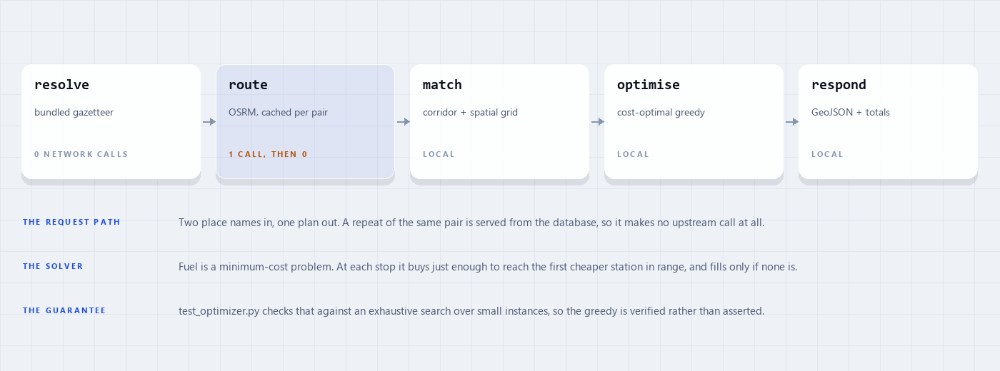 resolve
bundled gazetteer
0 NETWORK CALLS
route
OSRM, cached per pair
1 CALL, THEN 0
match
corridor + spatial grid
LOCAL
optimise
cost-optimal greedy
LOCAL
respond
GeoJSON + totals
LOCAL
THE REQUEST PATH
Two place names in, one plan out. A repeat of the same pair is served from the database, so it makes no upstream call at all.
THE SOLVER
Fuel is a minimum-cost problem. At each stop it buys just enough to reach the first cheaper station in range, and fills only if none is.
THE GUARANTEE
test_optimizer.py checks that against an exhaustive search over small instances, so the greedy is verified rather than asserted.